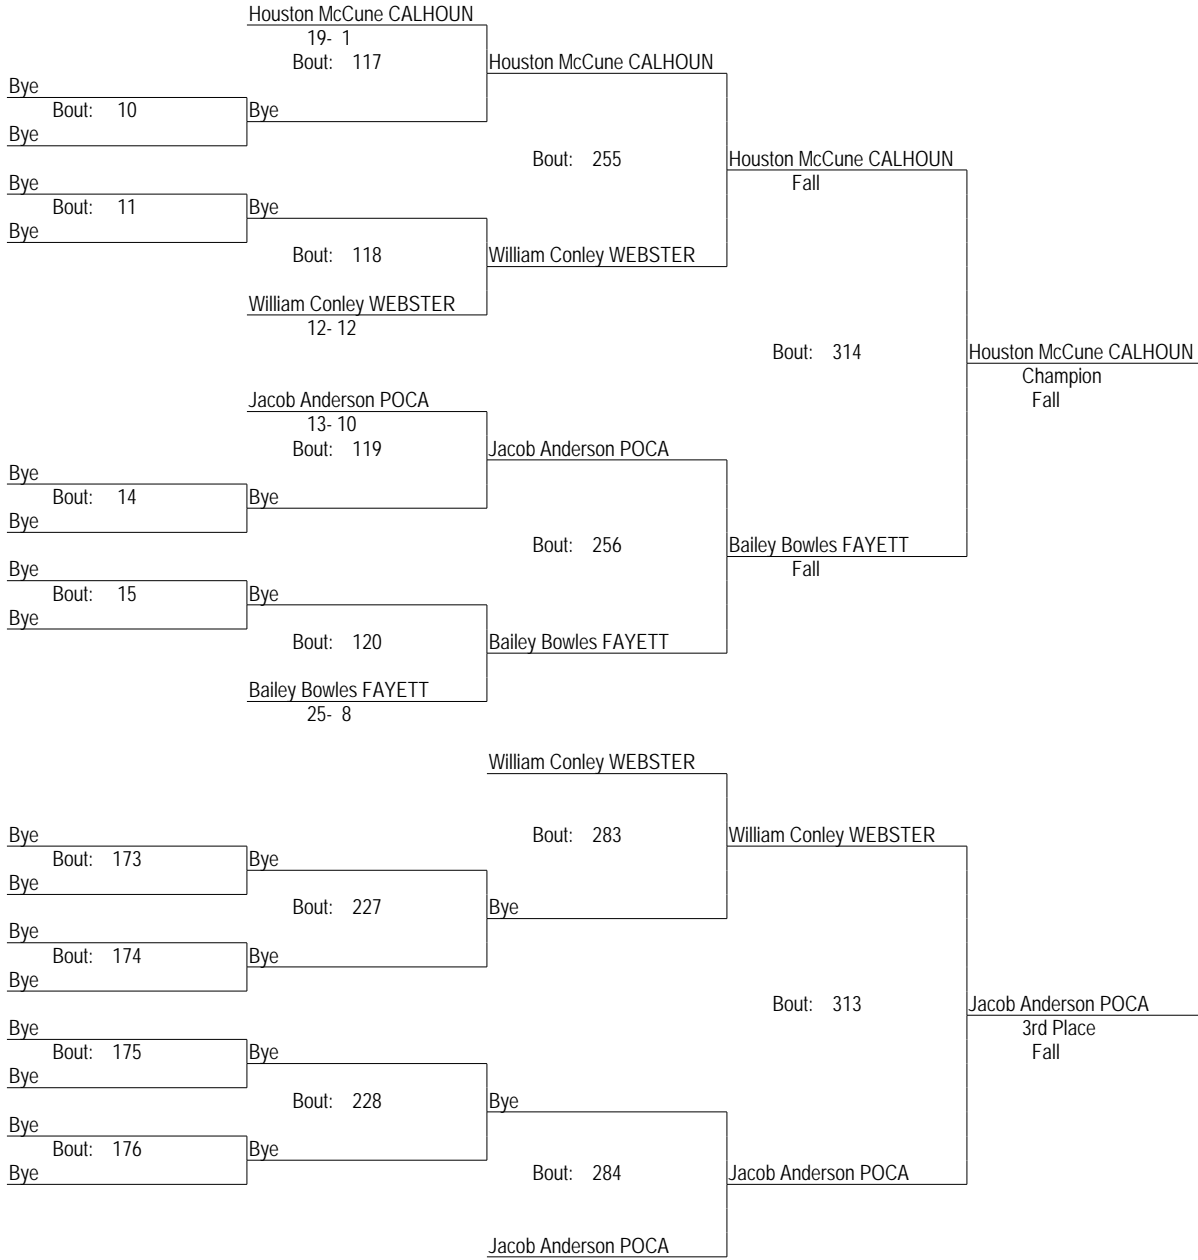 Houston McCune CALHOUN
19- 1
Bout: 117 Houston McCune CALHOUN
Bye
Bout: 10 Bye
Bye
Bout: 255 Houston McCune CALHOUN
Fall
Bye
Bout: 11 Bye
Bye
Bout: 118 William Conley WEBSTER
William Conley WEBSTER
12- 12
Bout: 314 Houston McCune CALHOUN
Champion
Fall
Jacob Anderson POCA
13- 10
Bout: 119 Jacob Anderson POCA
Bye
Bout: 14 Bye
Bye
Bout: 256 Bailey Bowles FAYETT
Fall
Bye
Bout: 15 Bye
Bye
Bout: 120 Bailey Bowles FAYETT
Bailey Bowles FAYETT
25- 8
William Conley WEBSTER
Bye Bout: 283 William Conley WEBSTER
Bout: 173 Bye
Bye
Bout: 227 Bye
Bye
Bout: 174 Bye
Bye
Bout: 313 Jacob Anderson POCA
3rd Place
Fall
Bye
Bout: 175 Bye
Bye
Bout: 228 Bye
Bye
Bout: 176 Bye
Bye Bout: 284 Jacob Anderson POCA
Jacob Anderson POCA